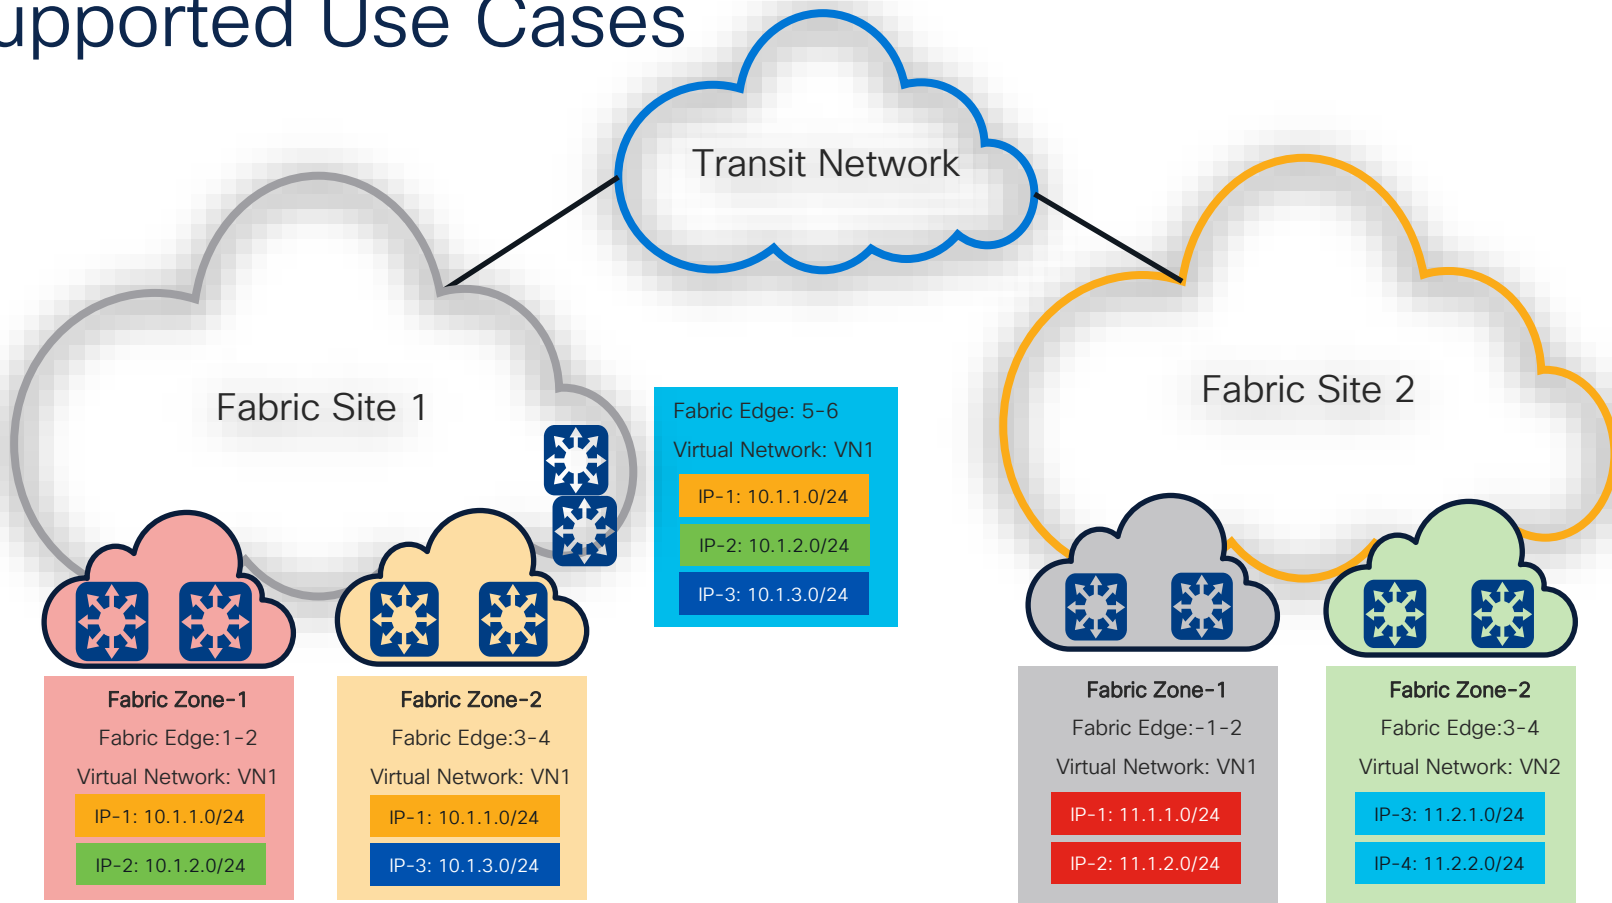 upported Use Cases
Transit Network
Fabric Site 1
Fabric Site 2
Fabric Edge: 5-6
Virtual Network: VN1
IP-1: 10.1.1.0/24
IP-2: 10.1.2.0/24
IP-3: 10.1.3.0/24
Fabric Zone-1
Fabric Edge:1-2
Virtual Network: VN1
IP-1: 10.1.1.0/24
IP-2: 10.1.2.0/24
Fabric Zone-2
Fabric Edge:3-4
Virtual Network: VN1
IP-1: 10.1.1.0/24
IP-3: 10.1.3.0/24
Fabric Zone-1
Fabric Edge:-1-2
Virtual Network: VN1
IP-1: 11.1.1.0/24
IP-2: 11.1.2.0/24
Fabric Zone-2
Fabric Edge:3-4
Virtual Network: VN2
IP-3: 11.2.1.0/24
IP-4: 11.2.2.0/24